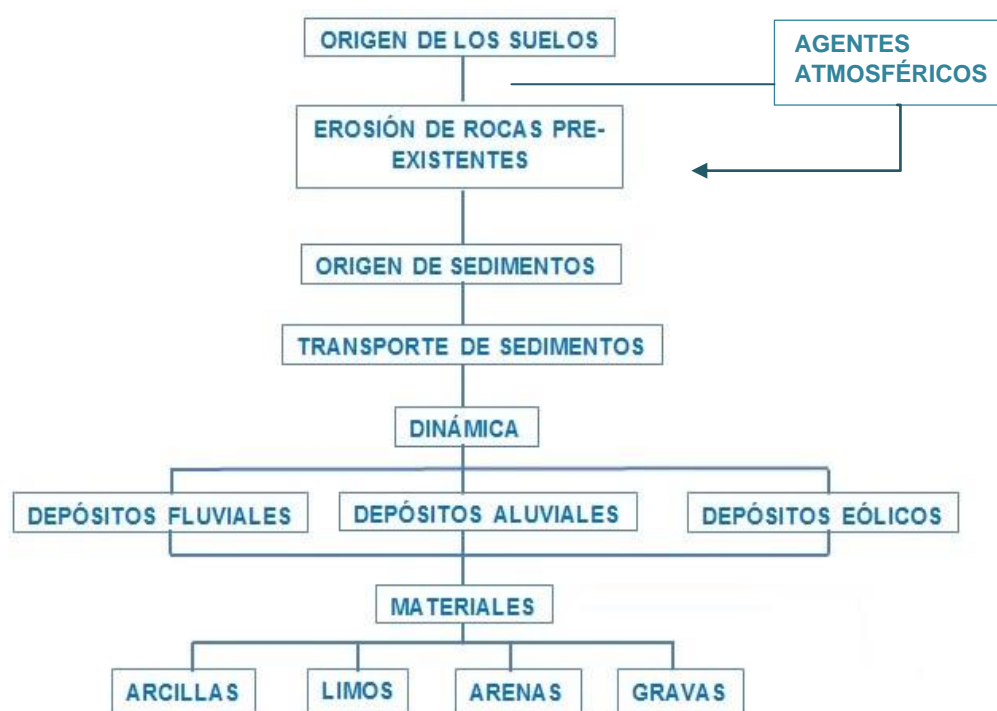 ORIGEN DE LOS SUELOS
AGENTES
ATMOSFÉRICOS
EROSIÓN DE ROCAS PRE-
EXISTENTES
ORIGEN DE SEDIMENTOS
TRANSPORTE DE SEDIMENTOS
DINÁMICA
DEPÓSITOS FLUVIALES
DEPÓSITOS ALUVIALES
DEPÓSITOS EÓLICOS
MATERIALES
ARCILLAS
LIMOS
ARENAS
GRAVAS